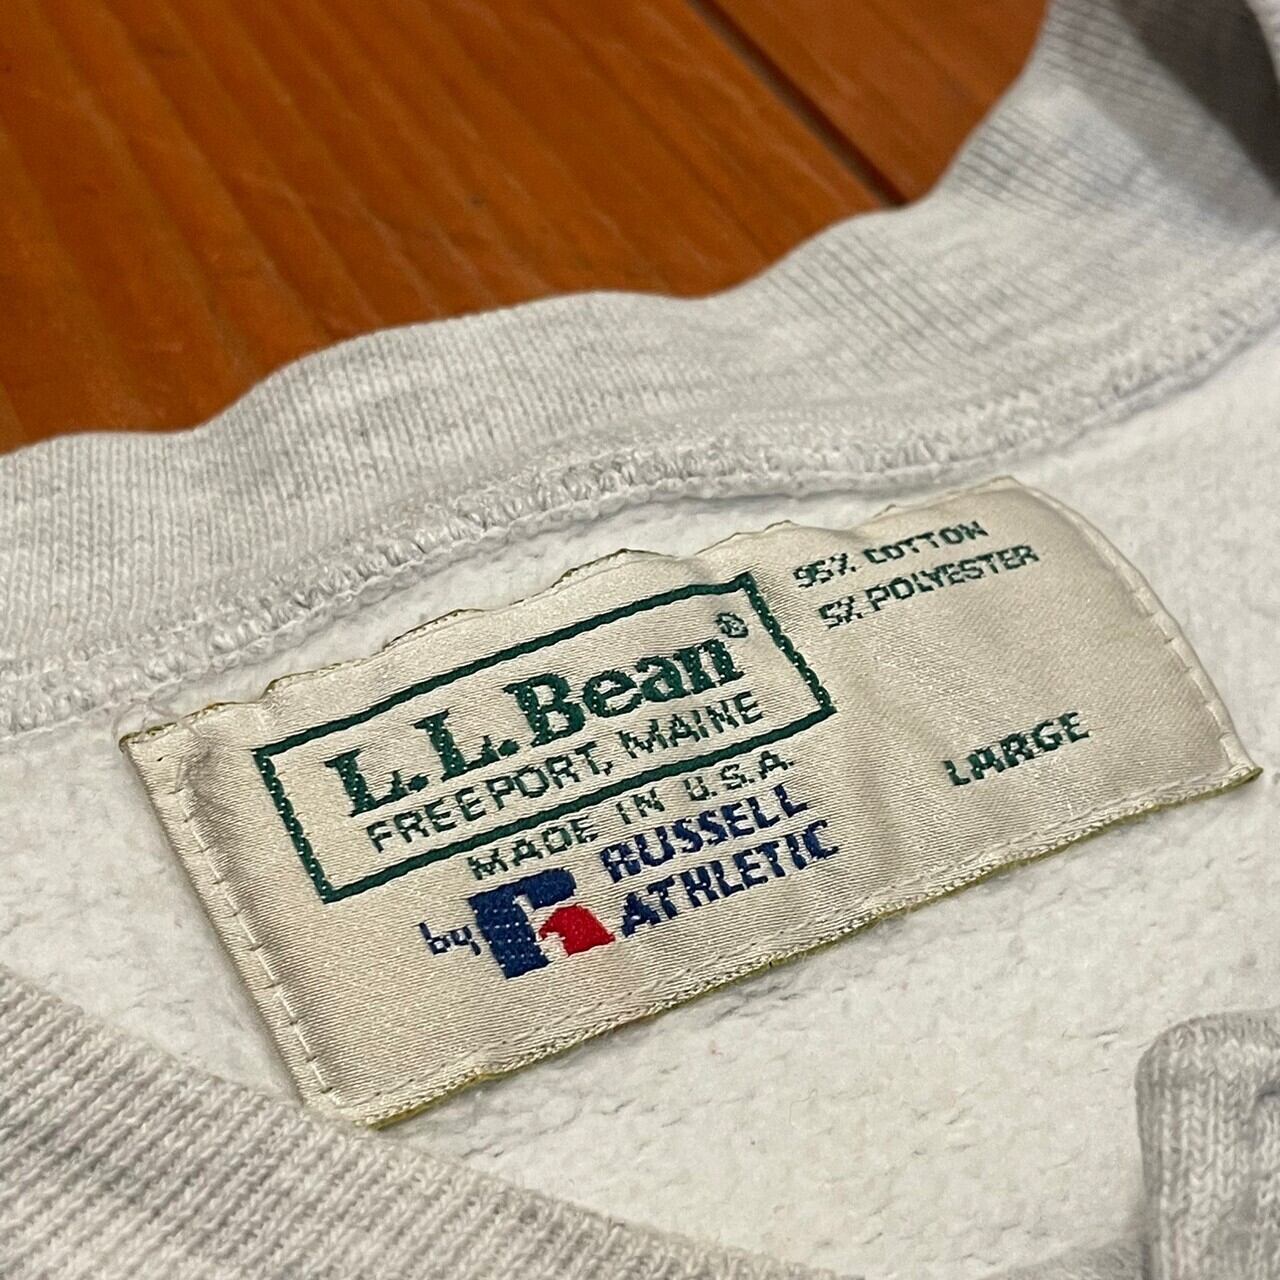 L.L.Bean®
FREEPORT, MAINE
MADE IN U.S.A.
by RUSSELL
ATHLETIC
95% COTTON
5% POLYESTER
LARGE